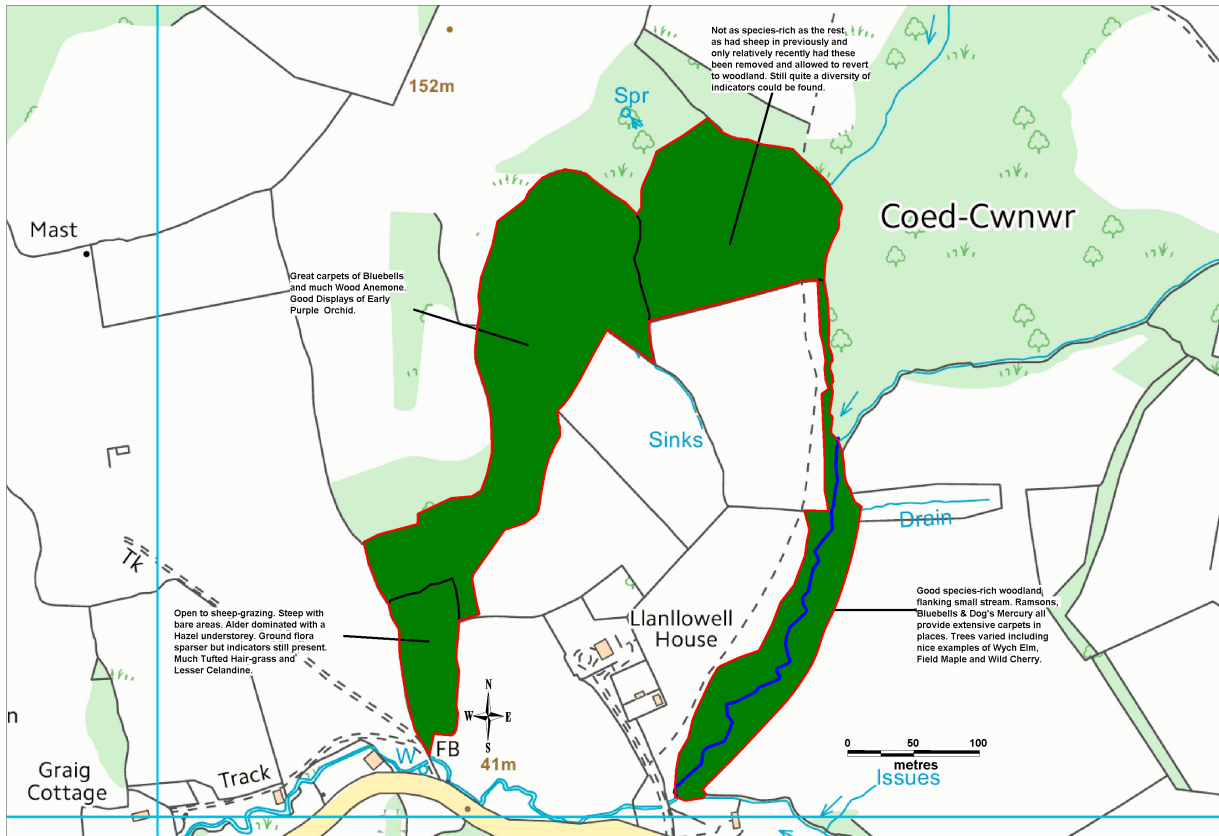 Not as species-rich as the rest
as had sheep in previously and
only relatively recently had these
been removed and allowed to revert
to woodland. Still quite a diversity of
indicators could be found.
152m
Spr
Mast
Coed-Cwnwr
Great carpets of Bluebells
and much Wood Anemone.
Good Displays of Early
Purple Orchid.
Sinks
Drain
Tk
Open to sheep-grazing. Steep with
bare areas. Alder dominated with a
Hazel understorey. Ground flora
sparser but indicators still present.
Much Tufted Hair-grass and
Lesser Celandine.
Llanllowell
House
Good species-rich woodland
flanking small stream. Ramsons,
Bluebells & Dog's Mercury all
provide extensive carpets in
places. Trees varied including
nice examples of Wych Elm,
Field Maple and Wild Cherry.
N
W E
S
n
FB
W
41m
0 50 100
metres
Issues
Graig
Cottage
Track